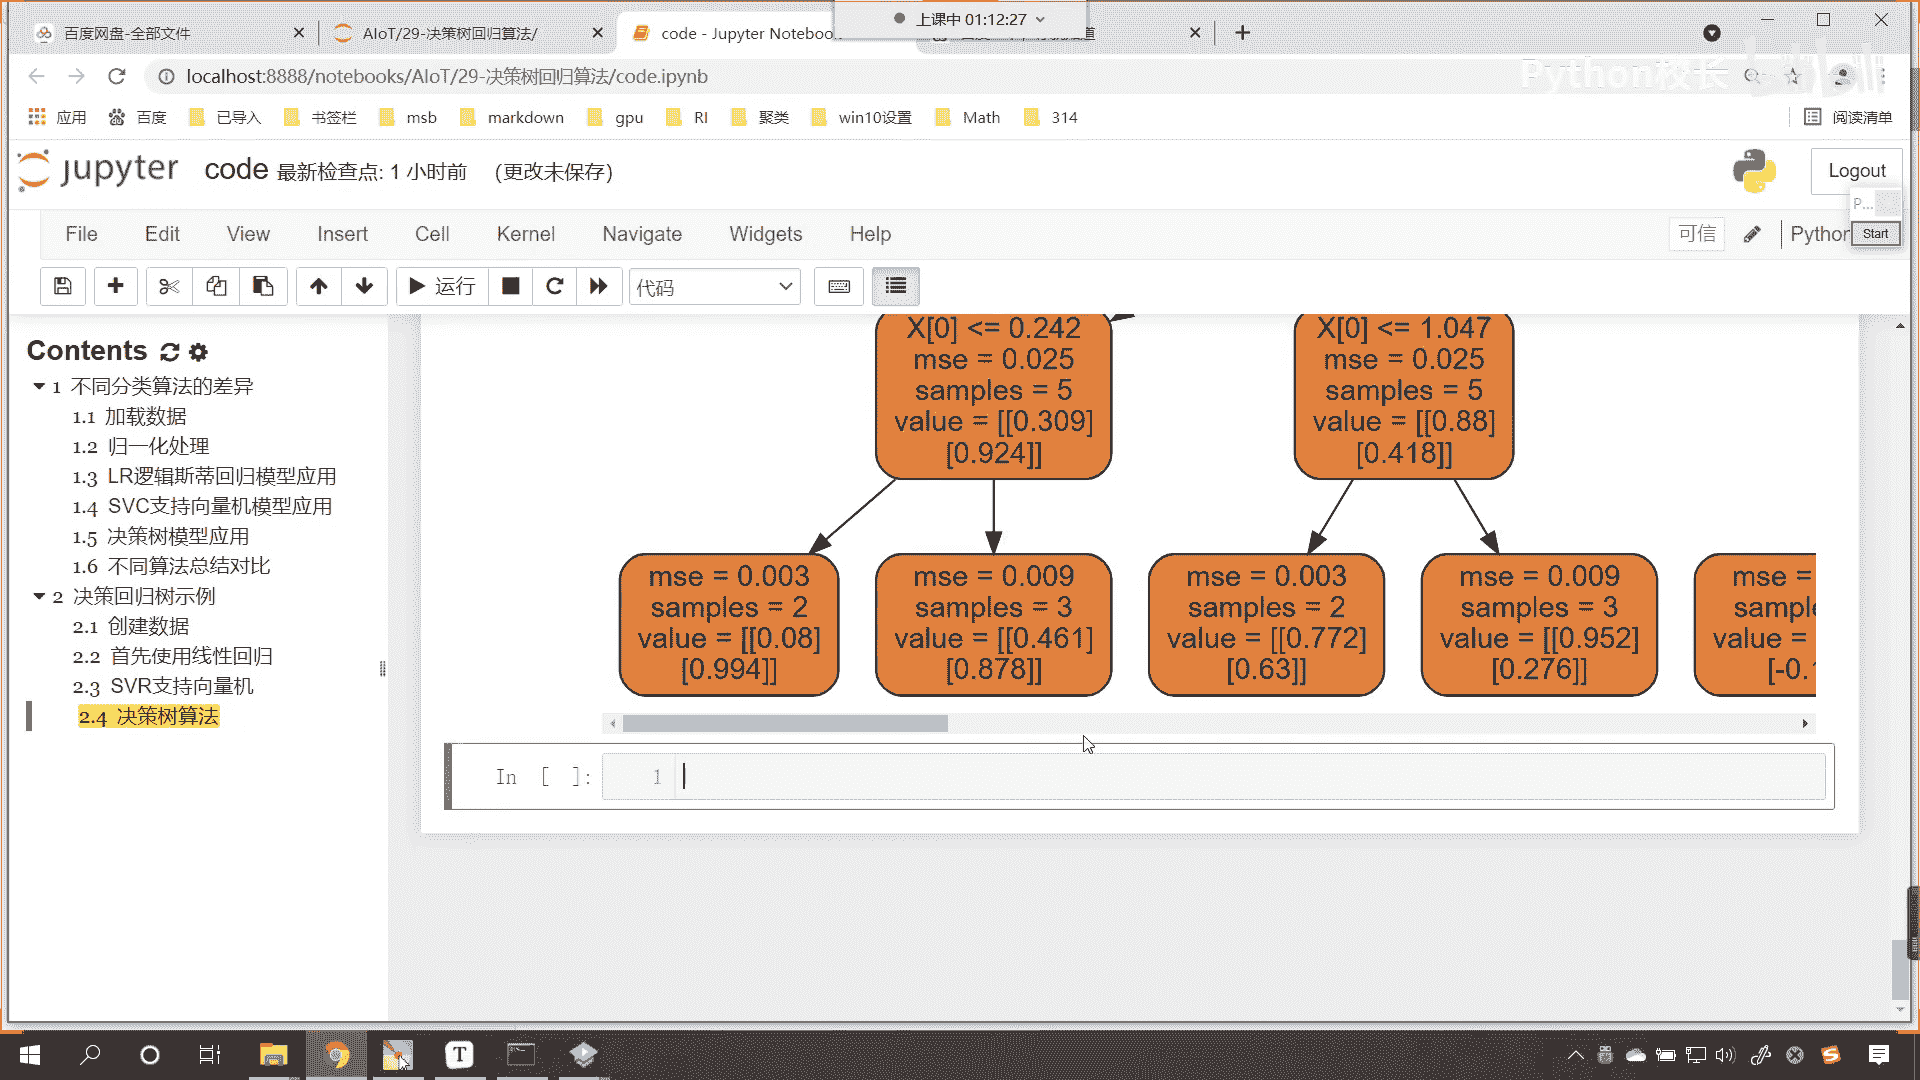 上课中 01:12:27
百度网盘-全部文件
AIoT/29-决策树回归算法/
code - Jupyter Notebook
localhost:8888/notebooks/AIoT/29-决策树回归算法/code.ipynb
Python校长
bilibili
应用
百度
已导入
书签栏
msb
markdown
gpu
RI
聚类
win10设置
Math
314
阅读清单
jupyter
code 最新检查点: 1 小时前 (更改未保存)
Logout
P...
Start
File
Edit
View
Insert
Cell
Kernel
Navigate
Widgets
Help
可信
Python
运行
代码
Contents
1 不同分类算法的差异
1.1 加载数据
1.2 归一化处理
1.3 LR逻辑斯蒂回归模型应用
1.4 SVC支持向量机模型应用
1.5 决策树模型应用
1.6 不同算法总结对比
2 决策回归树示例
2.1 创建数据
2.2 首先使用线性回归
2.3 SVR支持向量机
2.4 决策树算法
X[0] <= 0.242
mse = 0.025
samples = 5
value = [[0.309]
[0.924]]
X[0] <= 1.047
mse = 0.025
samples = 5
value = [[0.88]
[0.418]]
mse = 0.003
samples = 2
value = [[0.08]
[0.994]]
mse = 0.009
samples = 3
value = [[0.461]
[0.878]]
mse = 0.003
samples = 2
value = [[0.772]
[0.63]]
mse = 0.009
samples = 3
value = [[0.952]
[0.276]]
mse =
value =
In [ ]:
1